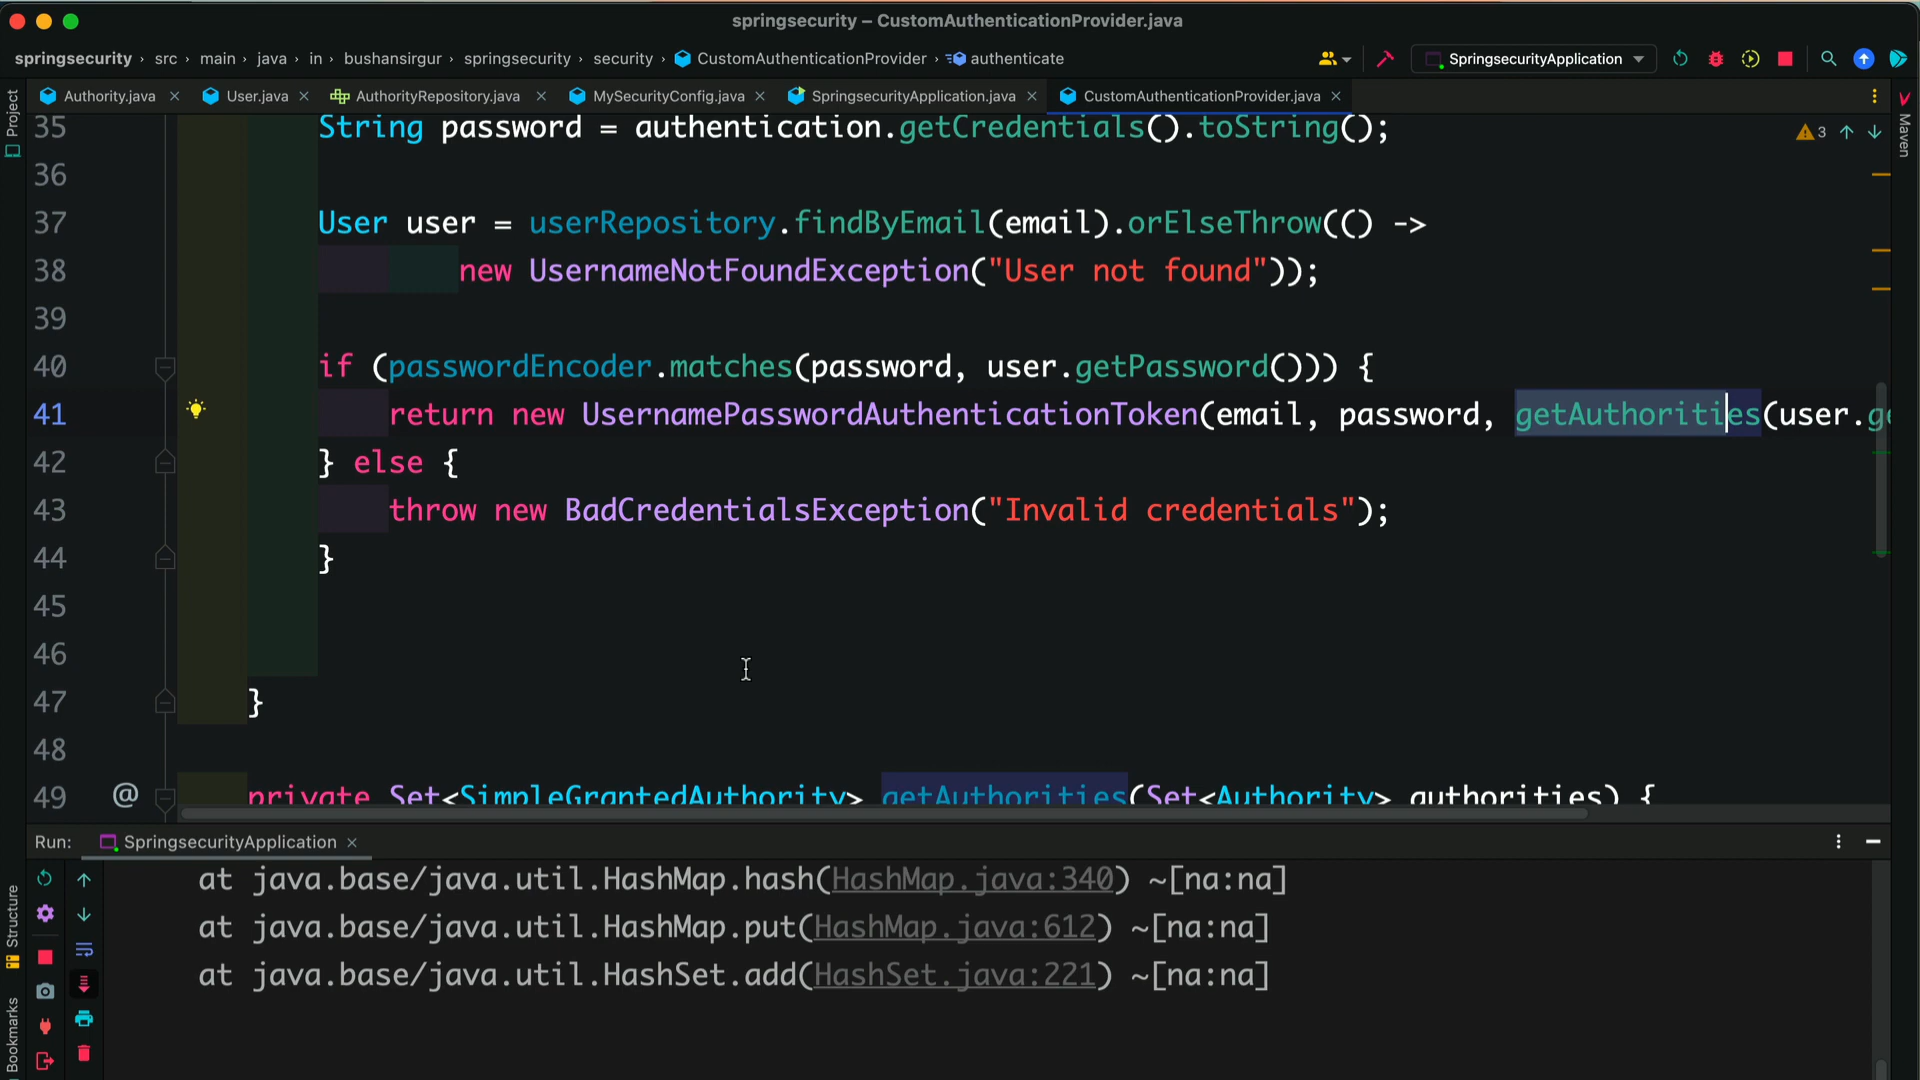 springsecurity – CustomAuthenticationProvider.java
springsecurity › src › main › java › in › bushansirgur › springsecurity › security › CustomAuthenticationProvider › authenticate
SpringsecurityApplication
Authority.java × User.java × AuthorityRepository.java × MySecurityConfig.java × SpringsecurityApplication.java × CustomAuthenticationProvider.java ×
Project
Maven
3
35 String password = authentication.getCredentials().toString();
36
37 User user = userRepository.findByEmail(email).orElseThrow(() ->
38 new UsernameNotFoundException("User not found"));
39
40 if (passwordEncoder.matches(password, user.getPassword())) {
41 return new UsernamePasswordAuthenticationToken(email, password, getAuthorities(user.ge
42 } else {
43 throw new BadCredentialsException("Invalid credentials");
44 }
45
46
47 }
48
49 @ private Set<SimpleGrantedAuthority> getAuthorities(Set<Authority> authorities) {
Run: SpringsecurityApplication ×
at java.base/java.util.HashMap.hash(HashMap.java:340) ~[na:na]
at java.base/java.util.HashMap.put(HashMap.java:612) ~[na:na]
at java.base/java.util.HashSet.add(HashSet.java:221) ~[na:na]
Structure
Bookmarks